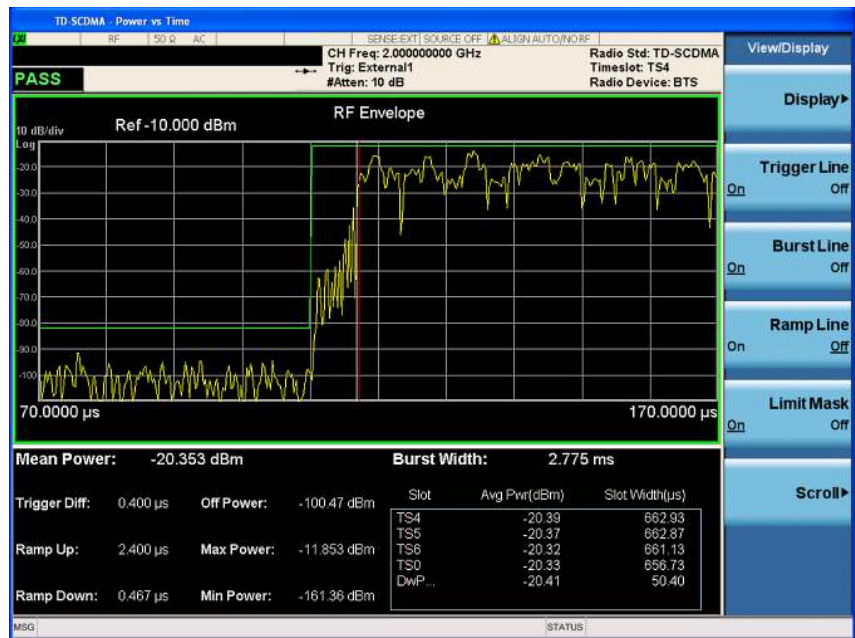 TD-SCDMA - Power vs Time
LXI RF 50 Ω AC SENSE:EXT SOURCE OFF ALIGN AUTO/NO RF
CH Freq: 2.000000000 GHz Radio Std: TD-SCDMA
Trig: External1 Timeslot: TS4
PASS #Atten: 10 dB Radio Device: BTS
RF Envelope
10 dB/div Ref -10.000 dBm
Log
-20.0
-30.0
-40.0
-50.0
-60.0
-70.0
-80.0
-90.0
-100
70.0000 µs 170.0000 µs
Mean Power: -20.353 dBm Burst Width: 2.775 ms
Trigger Diff: 0.400 µs Off Power: -100.47 dBm
Ramp Up: 2.400 µs Max Power: -11.853 dBm
Ramp Down: 0.467 µs Min Power: -161.36 dBm
Slot Avg Pwr(dBm) Slot Width(µs)
TS4 -20.39 662.93
TS5 -20.37 662.87
TS6 -20.32 661.13
TS0 -20.33 656.73
DwP... -20.41 50.40
View/Display
Display
Trigger Line
On Off
Burst Line
On Off
Ramp Line
On Off
Limit Mask
On Off
Scroll
MSG STATUS